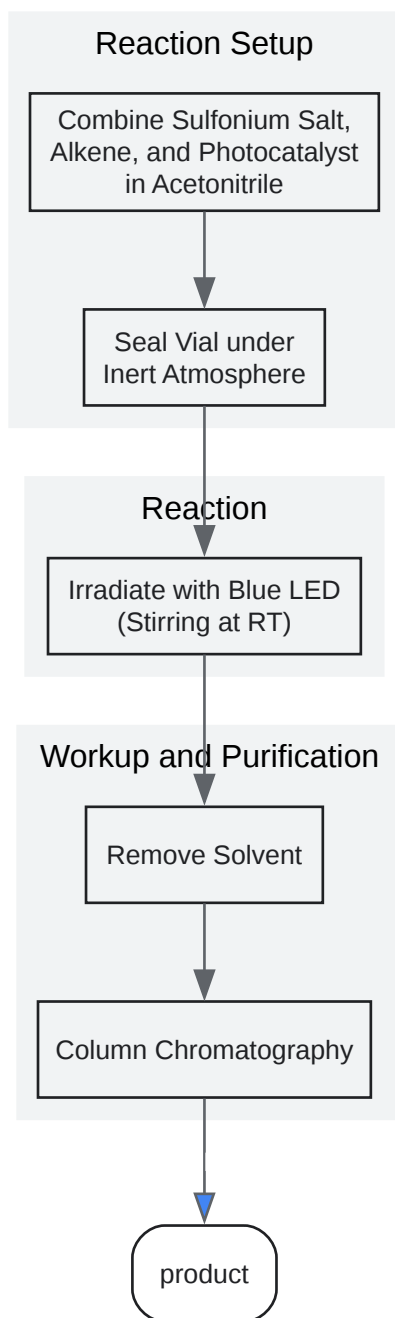 Reaction Setup
Combine Sulfonium Salt,
Alkene, and Photocatalyst
in Acetonitrile
Seal Vial under
Inert Atmosphere
Reaction
Irradiate with Blue LED
(Stirring at RT)
Workup and Purification
Remove Solvent
Column Chromatography
product